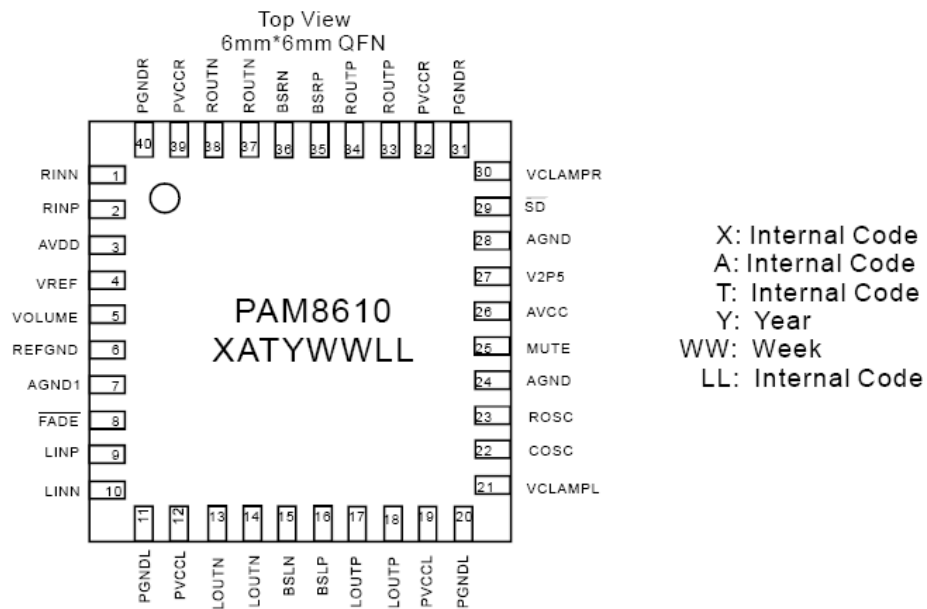 Top View
6mm*6mm QFN
PGNDR PVCCR ROUTN ROUTN BSRN BSRP ROUTP ROUTP PVCCR PGNDR
40 39 38 37 36 35 34 33 32 31
RINN 1
RINP 2
AVDD 3
VREF 4
VOLUME 5
REFGND 6
AGND1 7
FADE 8
LINP 9
LINN 10
30 VCLAMPR
29 SD
28 AGND
27 V2P5
26 AVCC
25 MUTE
24 AGND
23 ROSC
22 COSC
21 VCLAMPL
PAM8610
XATYWWLL
11 12 13 14 15 16 17 18 19 20
PGNDL PVCCL LOUTN LOUTN BSLN BSLP LOUTP LOUTP PVCCL PGNDL
X: Internal Code
A: Internal Code
T: Internal Code
Y: Year
WW: Week
LL: Internal Code